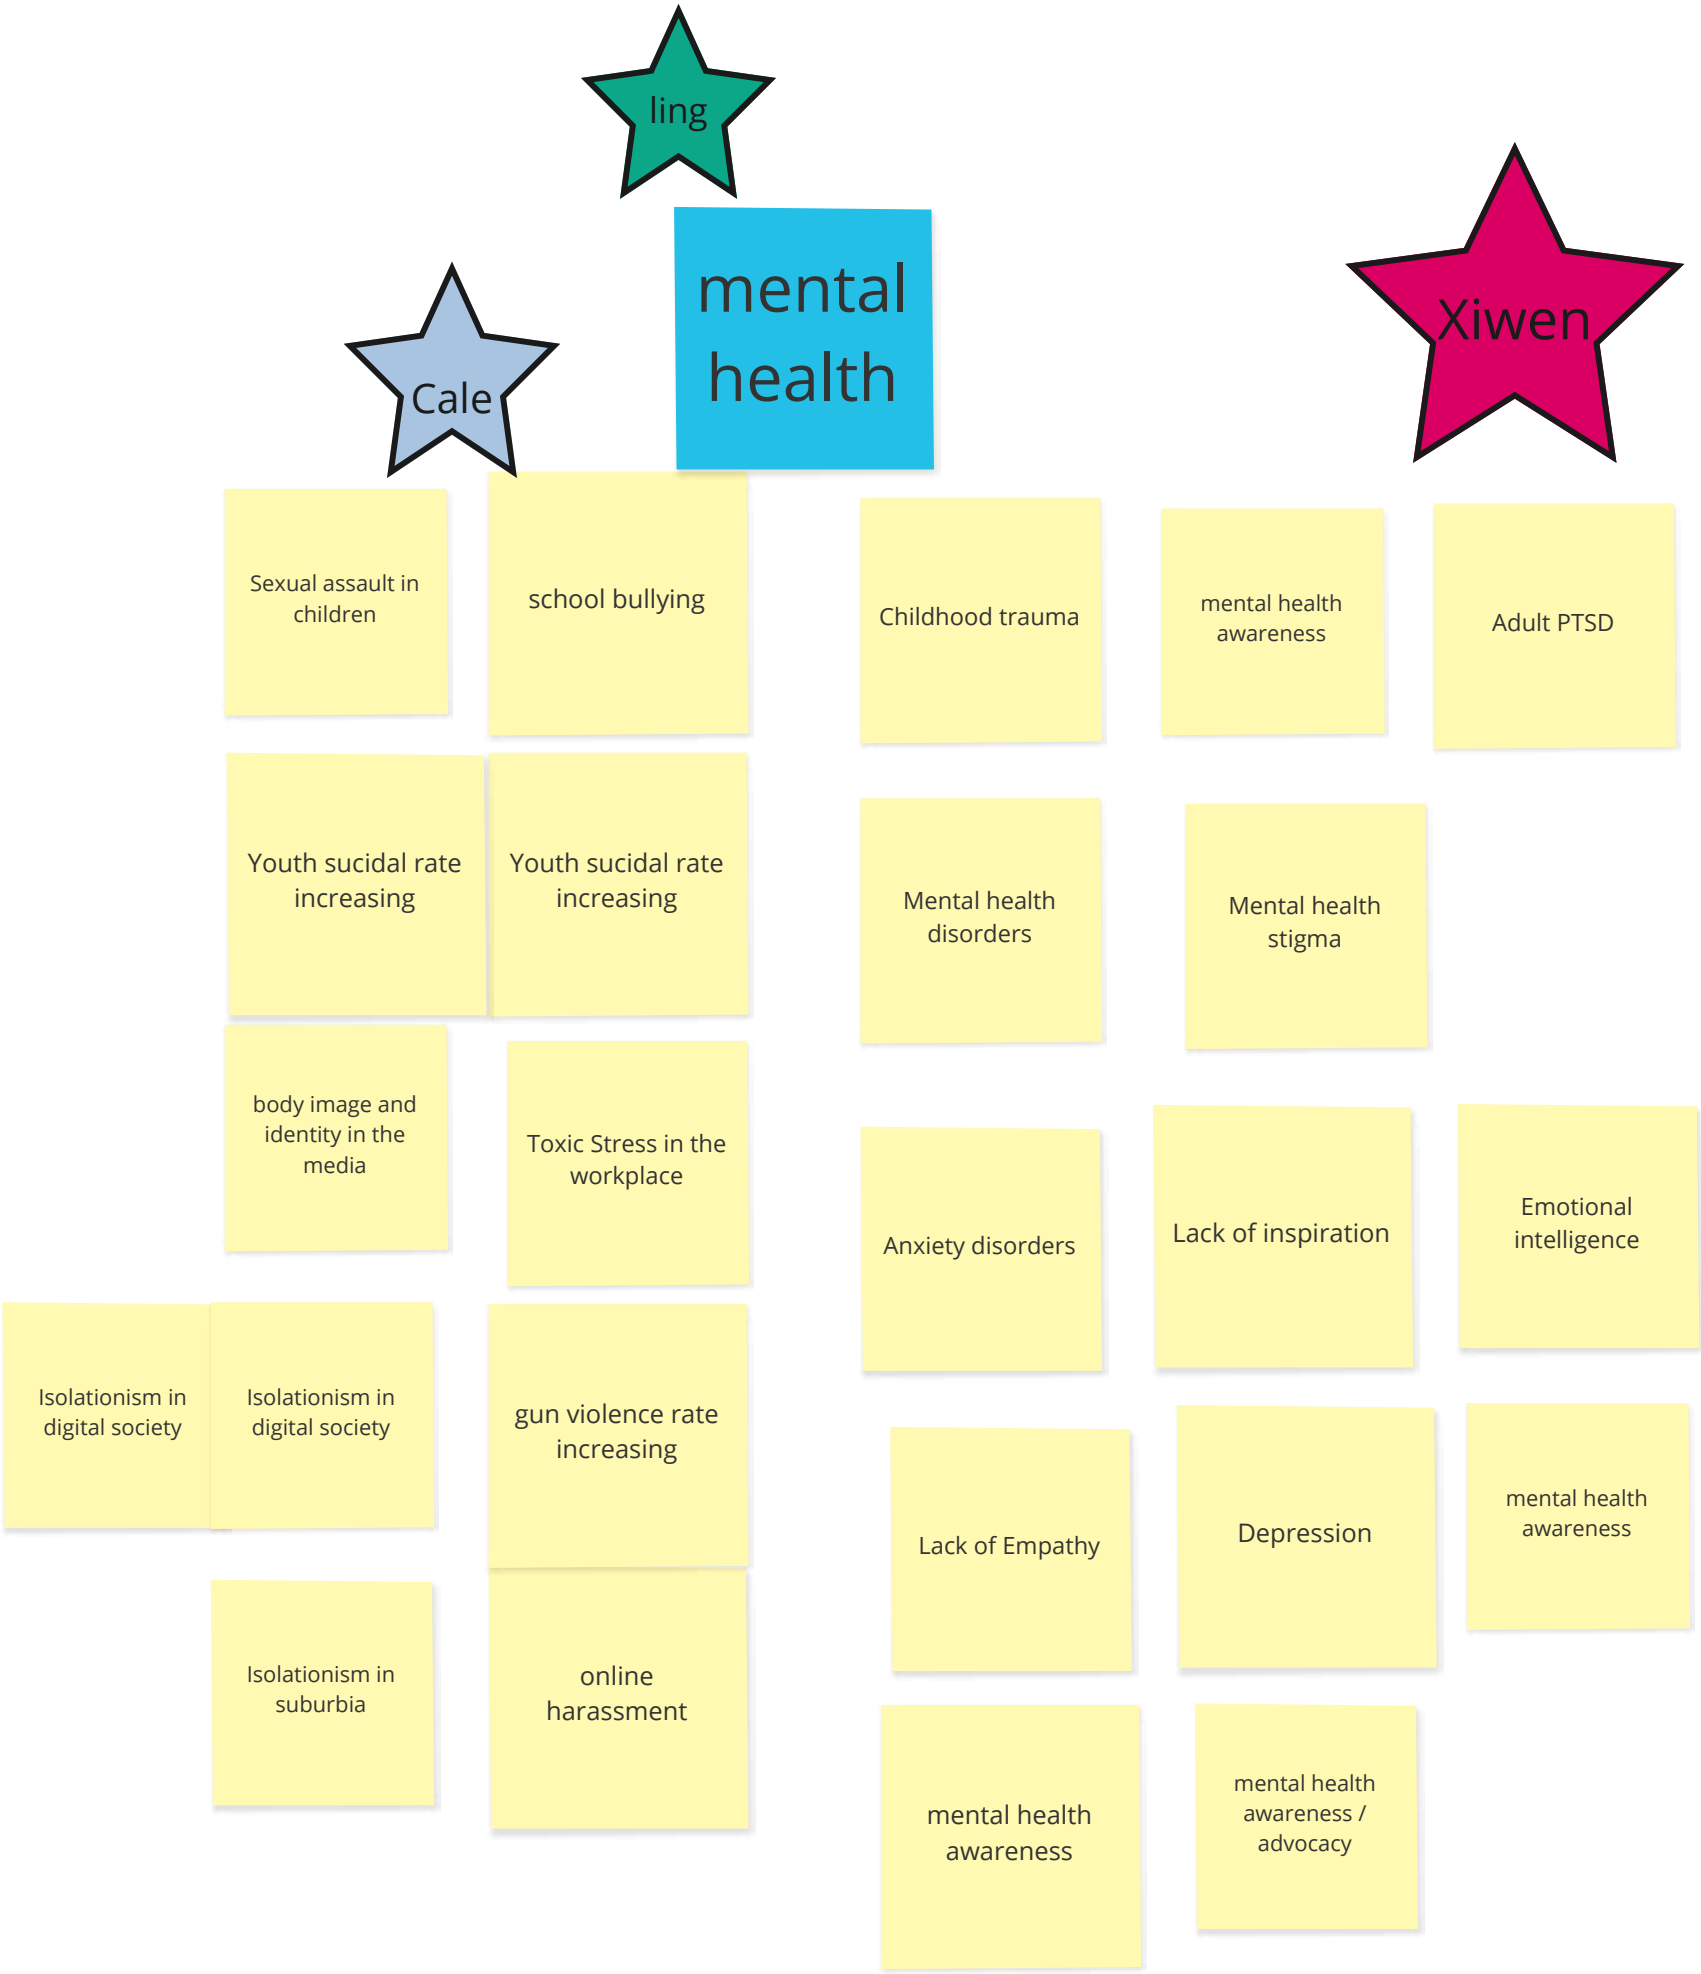 ling
mental
health
Xiwen
Cale
Sexual assault in
children
school bullying
Childhood trauma
mental health
awareness
Adult PTSD
Youth sucidal rate
increasing
Youth sucidal rate
increasing
Mental health
disorders
Mental health
stigma
body image and
identity in the
media
Toxic Stress in the
workplace
Anxiety disorders
Lack of inspiration
Emotional
intelligence
Isolationism in
digital society
Isolationism in
digital society
gun violence rate
increasing
Lack of Empathy
Depression
mental health
awareness
Isolationism in
suburbia
online
harassment
mental health
awareness
mental health
awareness /
advocacy